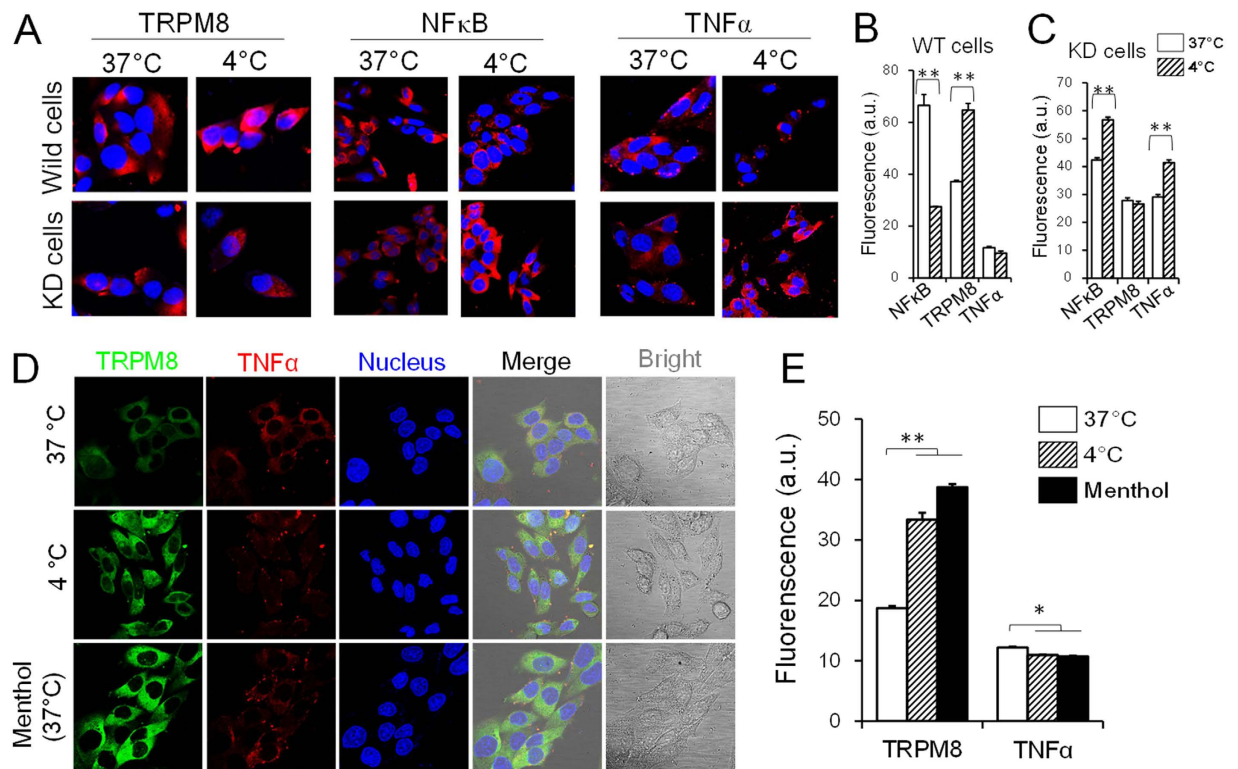 A
TRPM8
NFκB
TNFα
37°C
4°C
37°C
4°C
37°C
4°C
Wild cells
KD cells
B
WT cells
**
**
Fluorescence (a.u.)
80
60
40
20
0
NFκB
TRPM8
TNFα
C
KD cells
37°C
4°C
**
**
Fluorescence (a.u.)
70
60
50
40
30
20
10
0
NFκB
TRPM8
TNFα
D
TRPM8
TNFα
Nucleus
Merge
Bright
37 °C
4 °C
Menthol
(37°C)
E
37°C
4°C
Menthol
**
*
Fluorenscence (a.u.)
50
40
30
20
10
0
TRPM8
TNFα